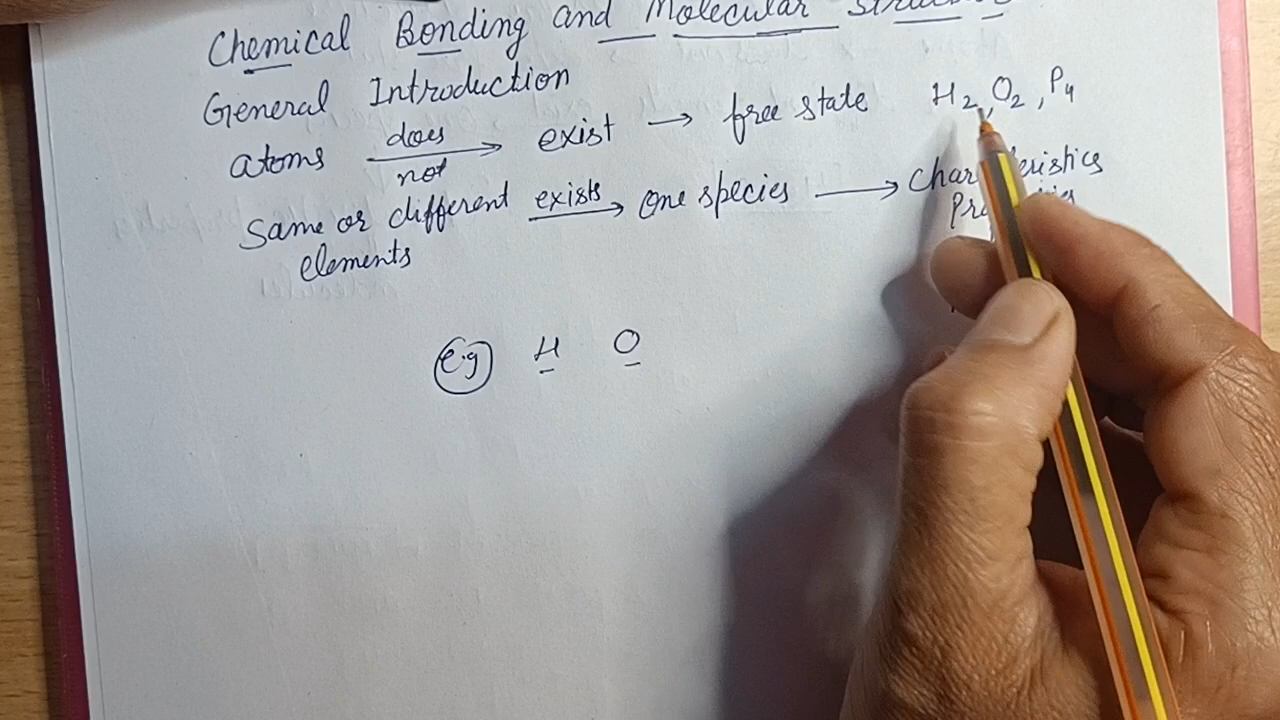 Chemical Bonding and Molecular
General Introduction
atoms does not exist → free state H₂, O₂, P₄
Same or different exists → One species →
elements
e.g H O